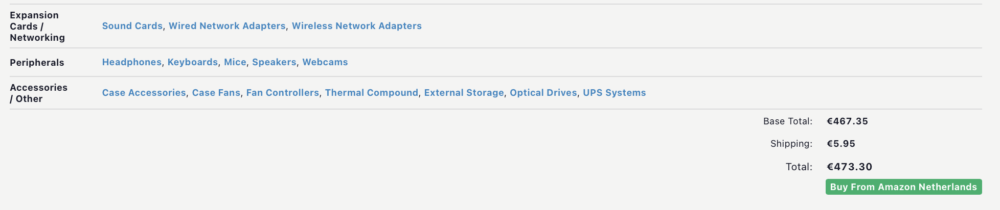 Expansion
Cards /
Networking
Sound Cards, Wired Network Adapters, Wireless Network Adapters
Peripherals
Headphones, Keyboards, Mice, Speakers, Webcams
Accessories
/ Other
Case Accessories, Case Fans, Fan Controllers, Thermal Compound, External Storage, Optical Drives, UPS Systems
Base Total: €467.35
Shipping: €5.95
Total: €473.30
Buy From Amazon Netherlands